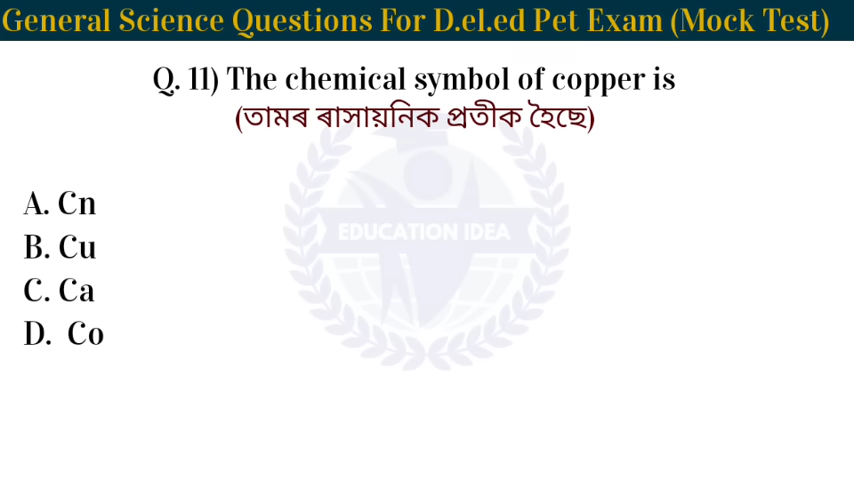 General Science Questions For D.el.ed Pet Exam (Mock Test)
Q. 11) The chemical symbol of copper is
(তামৰ ৰাসায়নিক প্ৰতীক হৈছে)
EDUCATION IDEA
A. Cn
B. Cu
C. Ca
D. Co